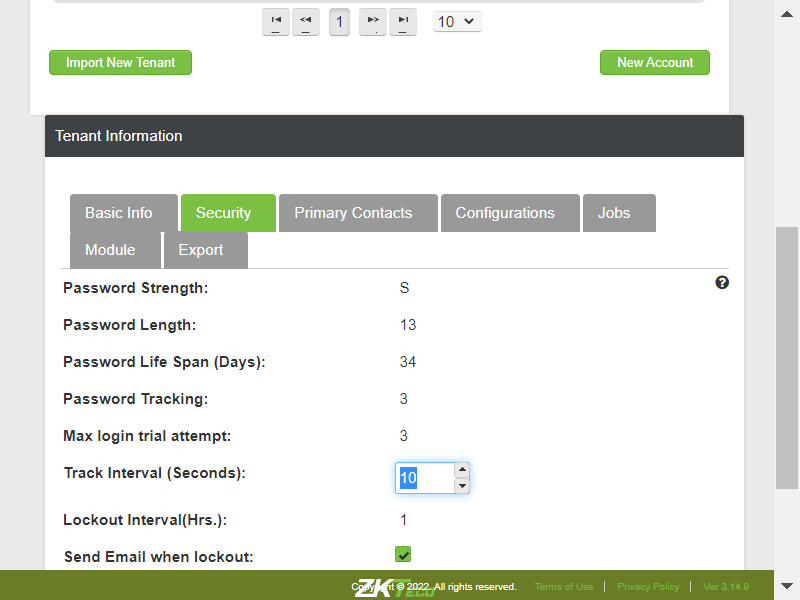 1
10
Import New Tenant
New Account
Tenant Information
Basic Info
Security
Primary Contacts
Configurations
Jobs
Module
Export
Password Strength: S
Password Length: 13
Password Life Span (Days): 34
Password Tracking: 3
Max login trial attempt: 3
Track Interval (Seconds): 10
Lockout Interval(Hrs.): 1
Send Email when lockout:
ZKTeco
Copyright © 2022. All rights reserved.
Terms of Use | Privacy Policy | Ver 3.14.9